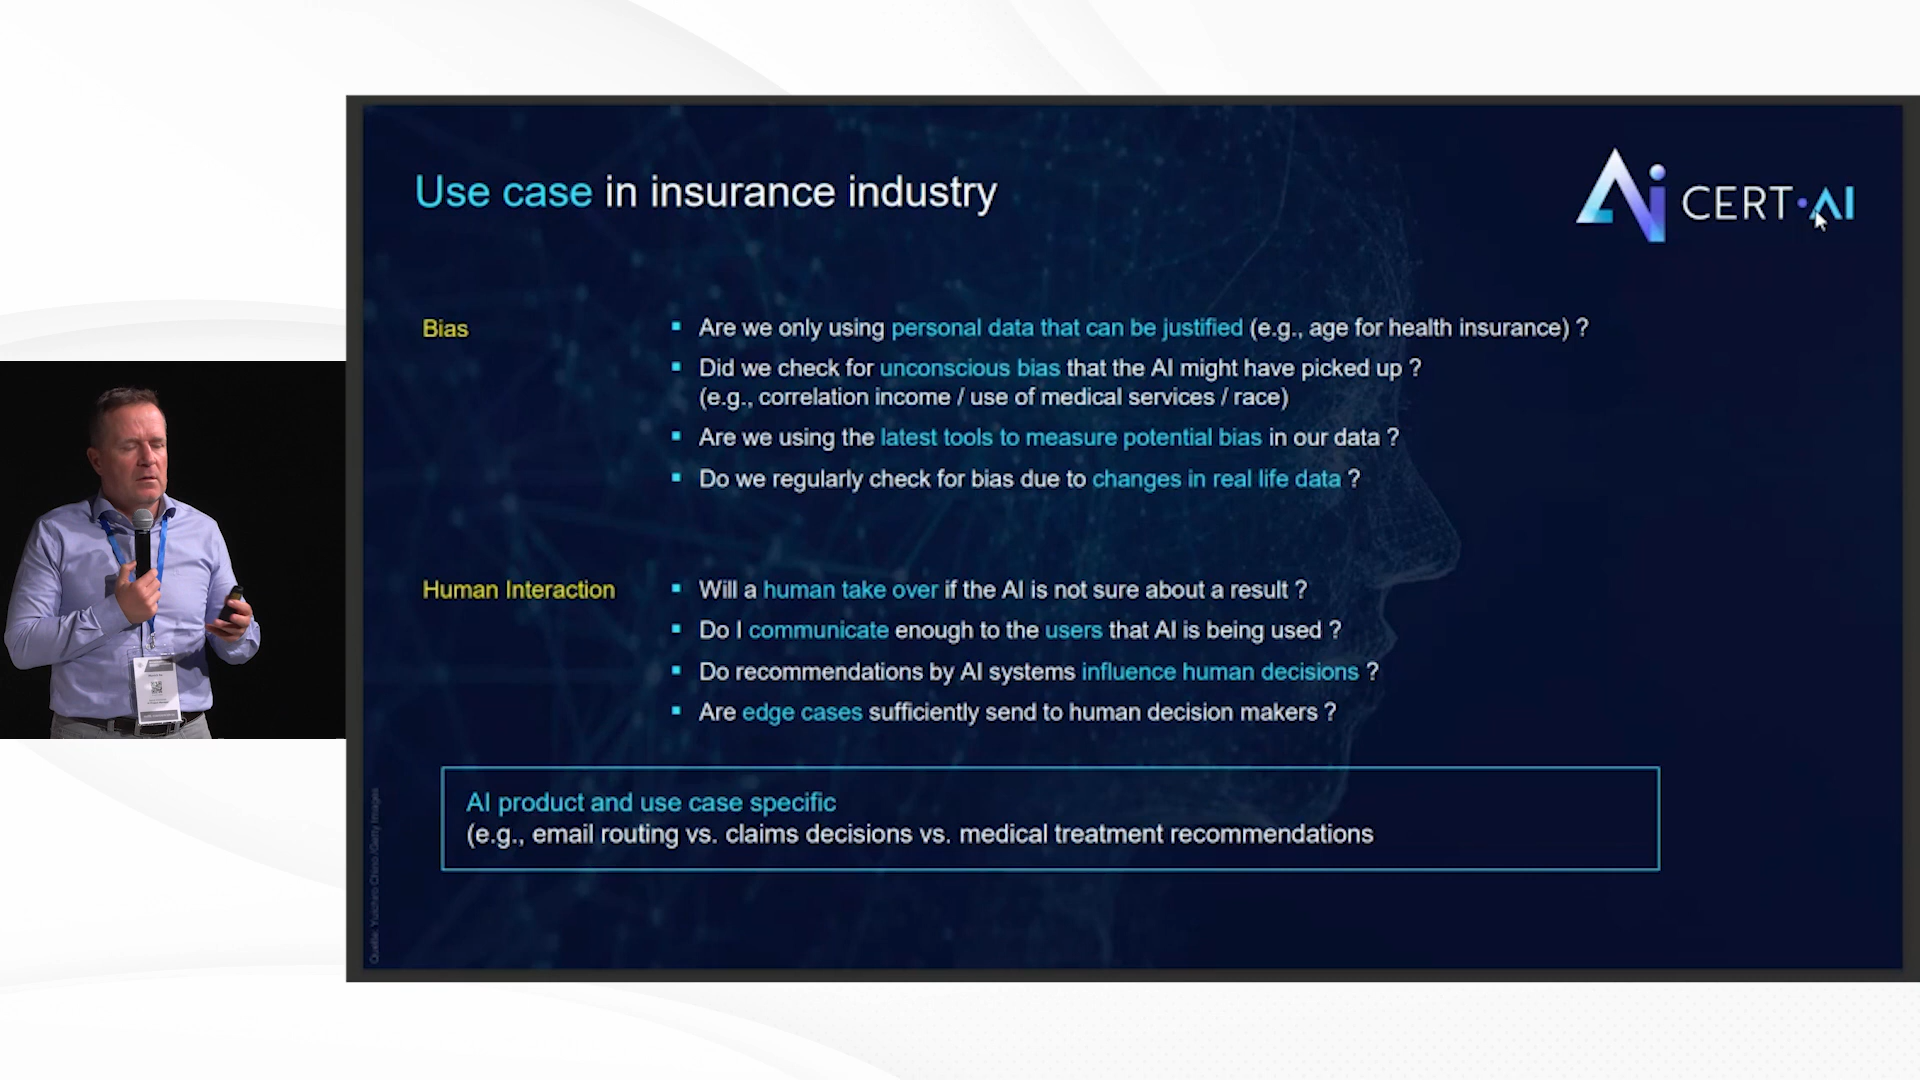 Use case in insurance industry
CERT·AI
Bias
Are we only using personal data that can be justified (e.g., age for health insurance) ?
Did we check for unconscious bias that the AI might have picked up ?
(e.g., correlation income / use of medical services / race)
Are we using the latest tools to measure potential bias in our data ?
Do we regularly check for bias due to changes in real life data ?
Human Interaction
Will a human take over if the AI is not sure about a result ?
Do I communicate enough to the users that AI is being used ?
Do recommendations by AI systems influence human decisions ?
Are edge cases sufficiently send to human decision makers ?
AI product and use case specific
(e.g., email routing vs. claims decisions vs. medical treatment recommendations
Quelle: Yuichiro Chino /Getty Images